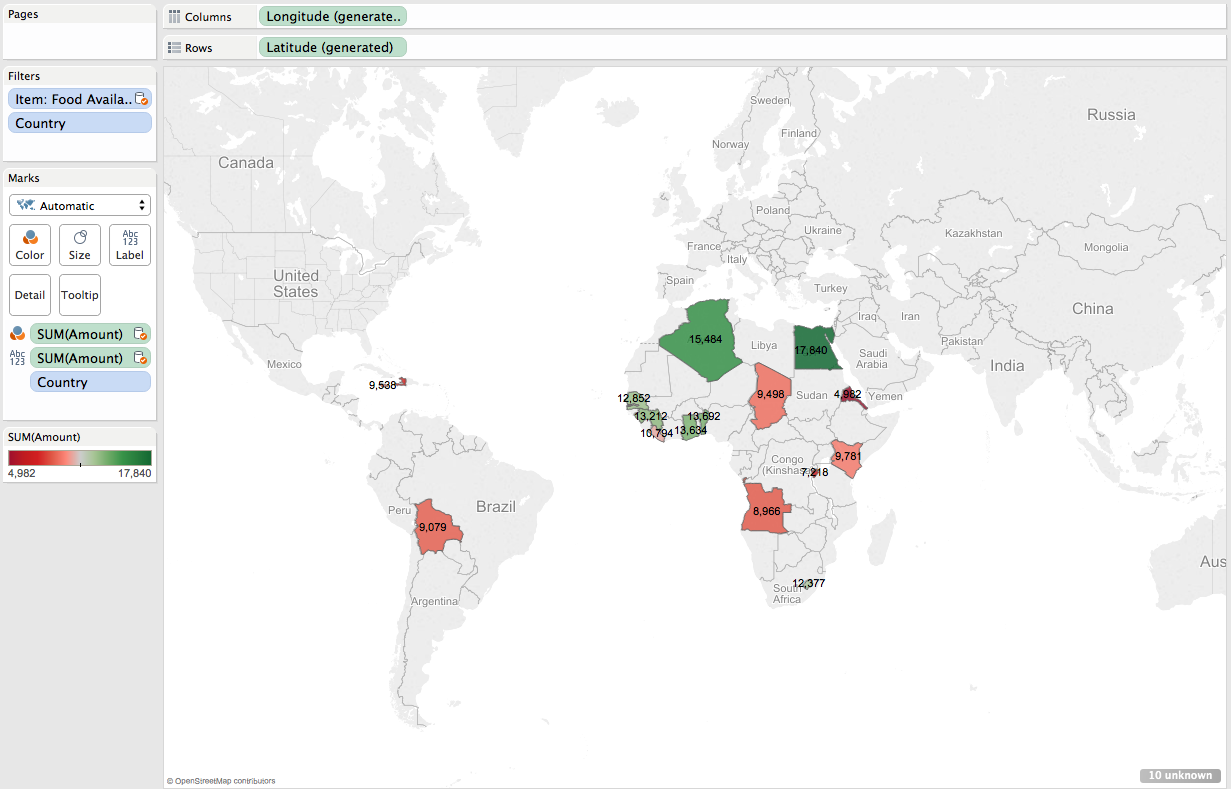 Pages
Columns
Longitude (generate..
Rows
Latitude (generated)
Filters
Item: Food Availa..
Country
Marks
Automatic
Color
Size
Abc
123
Label
Detail
Tooltip
SUM(Amount)
Abc
123
SUM(Amount)
Country
SUM(Amount)
4,982
17,840
Sweden
Finland
Russia
Norway
Canada
Poland
Ukraine
Kazakhstan
Mongolia
France
Italy
United
States
Spain
Turkey
China
Iraq
Iran
15,484
Libya
17,840
Pakistan
Saudi
Arabia
India
Mexico
9,538
12,852
9,498
Sudan
4,982
Yemen
13,212
13,692
10,794
13,634
Congo
(Kinshasa)
7,218
9,781
Peru
Brazil
9,079
8,966
12,377
South
Africa
Argentina
Aus
© OpenStreetMap contributors
10 unknown